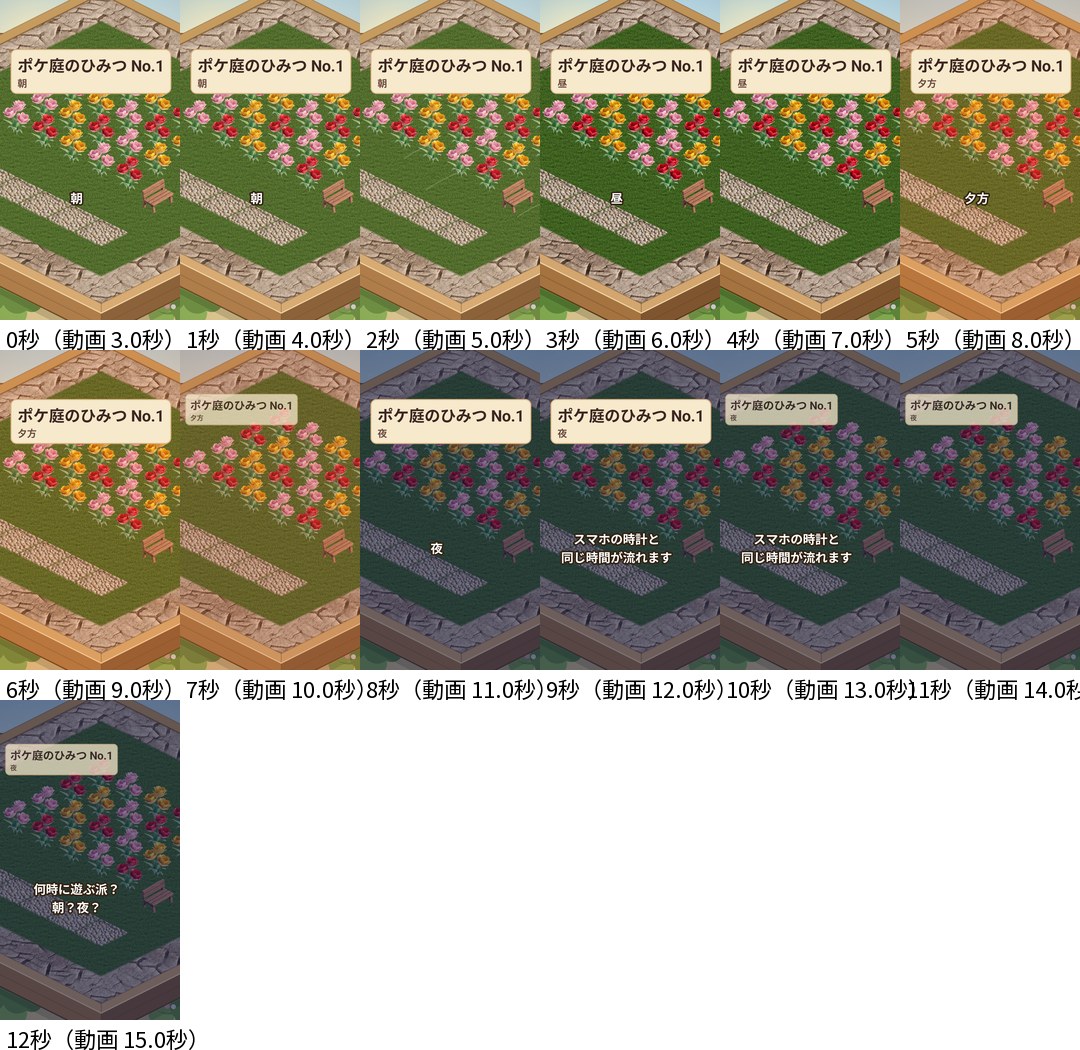 ポケ庭のひみつ No.1
朝
朝
0秒（動画 3.0秒）
ポケ庭のひみつ No.1
朝
朝
1秒（動画 4.0秒）
ポケ庭のひみつ No.1
朝
2秒（動画 5.0秒）
ポケ庭のひみつ No.1
昼
昼
3秒（動画 6.0秒）
ポケ庭のひみつ No.1
昼
4秒（動画 7.0秒）
ポケ庭のひみつ No.1
夕方
夕方
5秒（動画 8.0秒）
ポケ庭のひみつ No.1
夕方
6秒（動画 9.0秒）
ポケ庭のひみつ No.1
夕方
7秒（動画 10.0秒）
ポケ庭のひみつ No.1
夜
夜
8秒（動画 11.0秒）
ポケ庭のひみつ No.1
夜
スマホの時計と
同じ時間が流れます
9秒（動画 12.0秒）
ポケ庭のひみつ No.1
夜
スマホの時計と
同じ時間が流れます
10秒（動画 13.0秒）
ポケ庭のひみつ No.1
夜
11秒（動画 14.0秒
ポケ庭のひみつ No.1
夜
何時に遊ぶ派？
朝？夜？
12秒（動画 15.0秒）